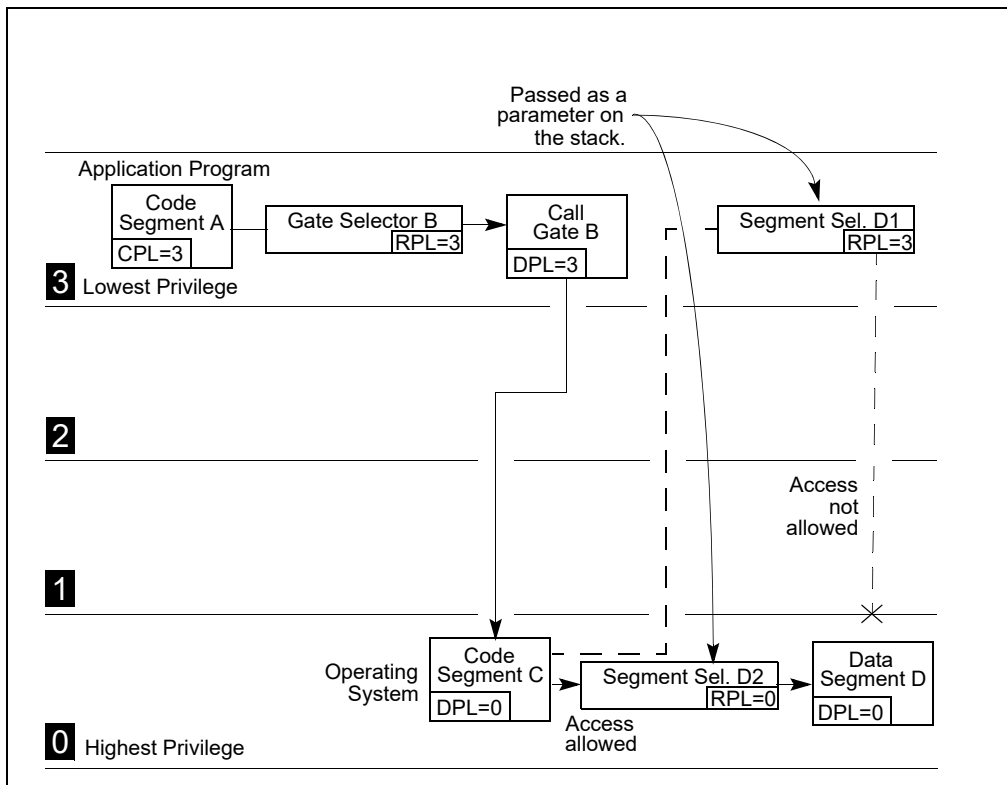 Passed as a
parameter on
the stack.
Application Program
Code
Segment A
CPL=3
Gate Selector B
RPL=3
Call
Gate B
DPL=3
Segment Sel. D1
RPL=3
3 Lowest Privilege
2
Access
not
allowed
1
Operating
System
Code
Segment C
DPL=0
Segment Sel. D2
RPL=0
Access
allowed
Data
Segment D
DPL=0
0 Highest Privilege